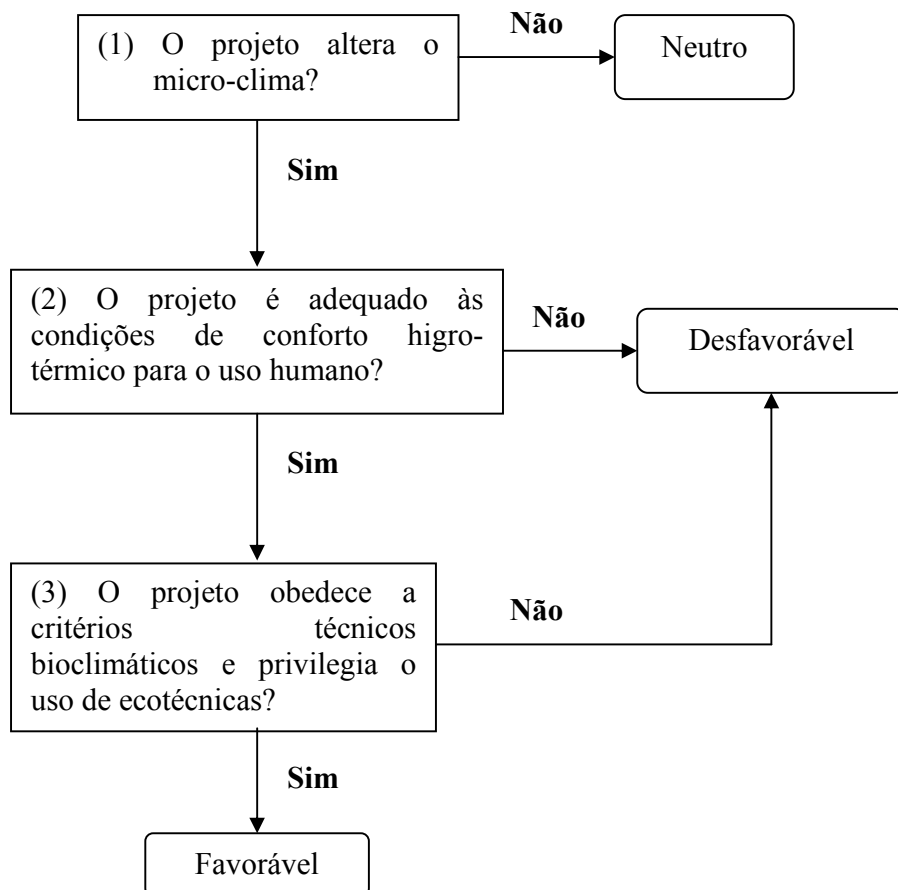 (1) O projeto altera o
micro-clima?
Não
Neutro
Sim
(2) O projeto é adequado às
condições de conforto higro-
térmico para o uso humano?
Não
Desfavorável
Sim
(3) O projeto obedece a
critérios técnicos
bioclimáticos e privilegia o
uso de ecotécnicas?
Não
Sim
Favorável